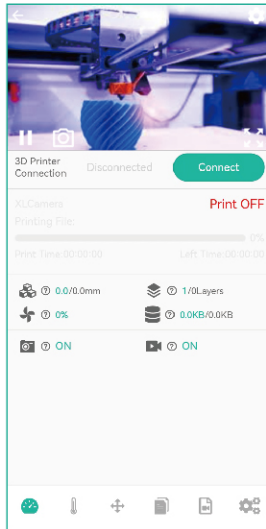 3D Printer
Connection
Disconnected
Connect
XLCamera
Print OFF
Printing File:
0%
Print Time:00:00:00
Left Time:00:00:00
0.0/0.0mm
1/0Layers
0%
0.0KB/0.0KB
ON
ON